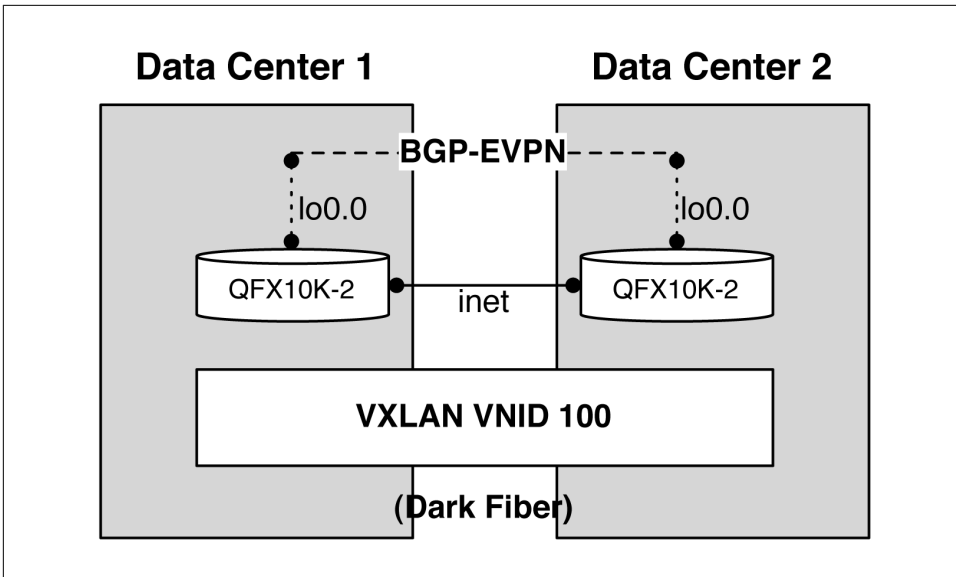 Data Center 1
Data Center 2
BGP-EVPN
lo0.0
lo0.0
QFX10K-2
QFX10K-2
inet
VXLAN VNID 100
(Dark Fiber)